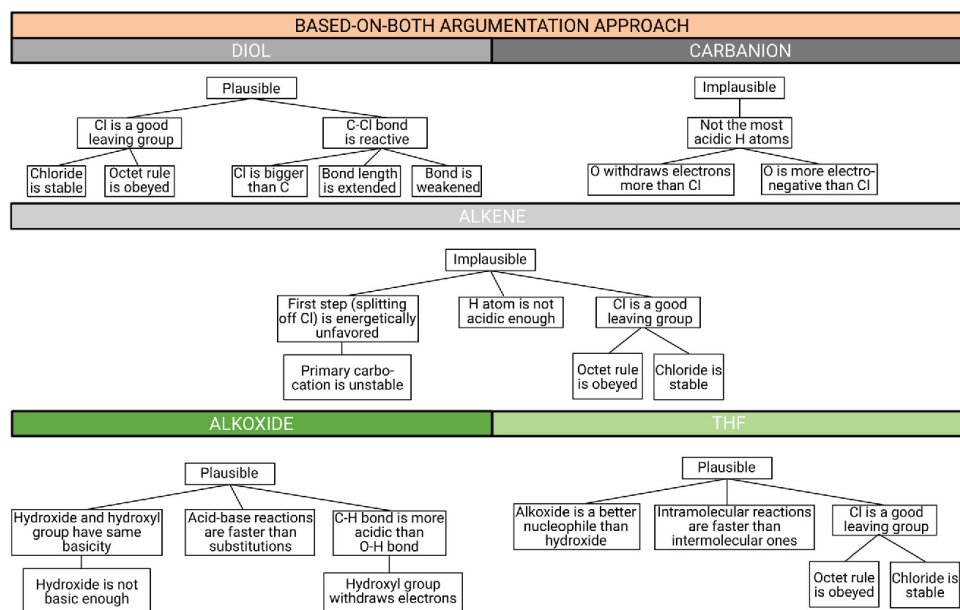 BASED-ON-BOTH ARGUMENTATION APPROACH
DIOL
CARBANION
Plausible
Cl is a good
leaving group
C-Cl bond
is reactive
Chloride
is stable
Octet rule
is obeyed
Cl is bigger
than C
Bond length
is extended
Bond is
weakened
Implausible
Not the most
acidic H atoms
O withdraws electrons
more than Cl
O is more electro-
negative than Cl
ALKENE
Implausible
First step (splitting
off Cl) is energetically
unfavored
H atom is not
acidic enough
Cl is a good
leaving group
Primary carbo-
cation is unstable
Octet rule
is obeyed
Chloride is
stable
ALKOXIDE
THF
Plausible
Hydroxide and hydroxyl
group have same
basicity
Acid-base reactions
are faster than
substitutions
C-H bond is more
acidic than
O-H bond
Hydroxide is not
basic enough
Hydroxyl group
withdraws electrons
Plausible
Alkoxide is a better
nucleophile than
hydroxide
Intramolecular reactions
are faster than
intermolecular ones
Cl is a good
leaving group
Octet rule
is obeyed
Chloride is
stable